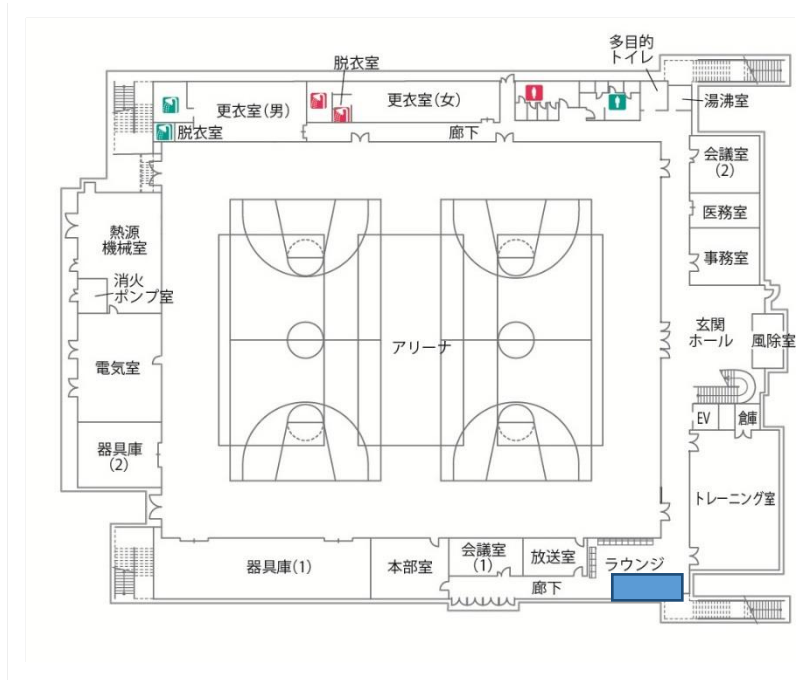 多目的
トイレ
脱衣室
湯沸室
更衣室(男)
更衣室(女)
脱衣室
廊下
会議室
(2)
医務室
熱源
機械室
事務室
消火
ポンプ室
玄関
ホール
風除室
アリーナ
電気室
EV
倉庫
器具庫
(2)
トレーニング室
器具庫(1)
本部室
会議室
(1)
放送室
ラウンジ
廊下